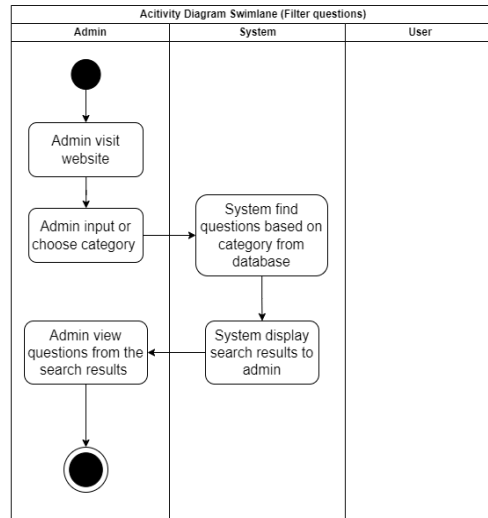 Acitivity Diagram Swimlane (Filter questions)
Admin
System
User
Admin visit
website
Admin input or
choose category
System find
questions based on
category from
database
Admin view
questions from the
search results
System display
search results to
admin